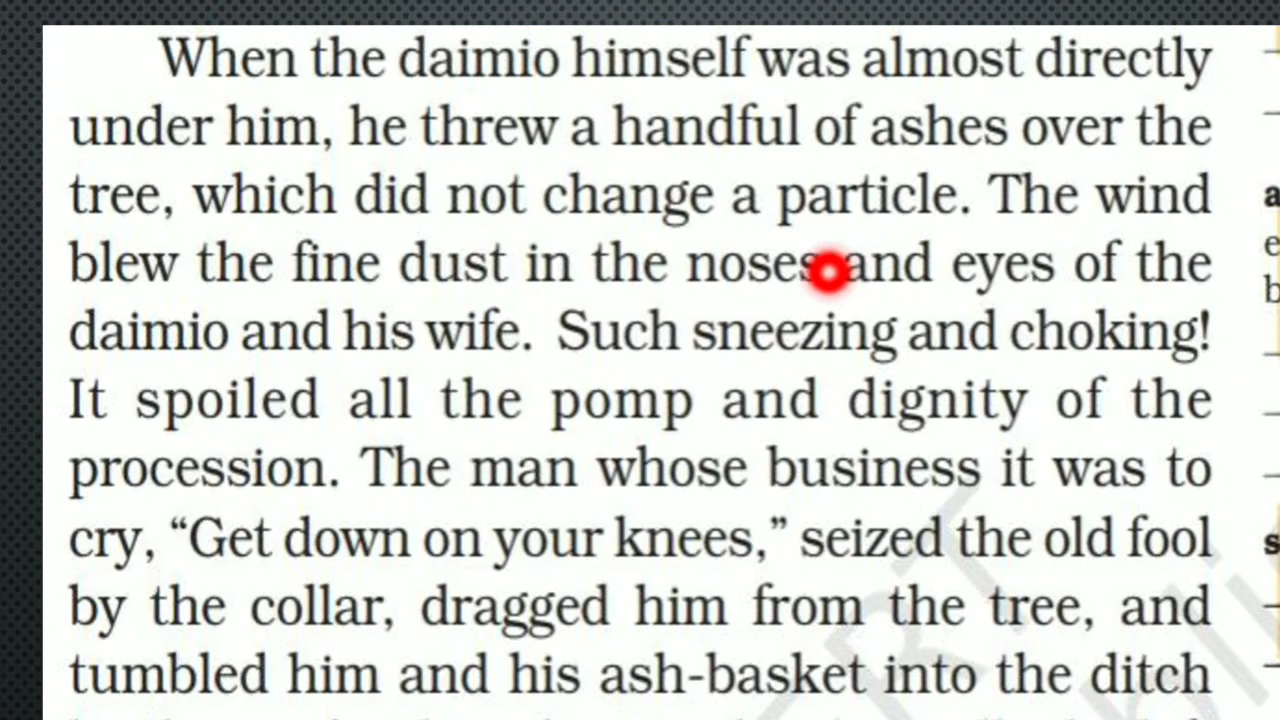 When the daimio himself was almost directly
under him, he threw a handful of ashes over the
tree, which did not change a particle. The wind
blew the fine dust in the noses and eyes of the
daimio and his wife. Such sneezing and choking!
It spoiled all the pomp and dignity of the
procession. The man whose business it was to
cry, “Get down on your knees,” seized the old fool
by the collar, dragged him from the tree, and
tumbled him and his ash-basket into the ditch